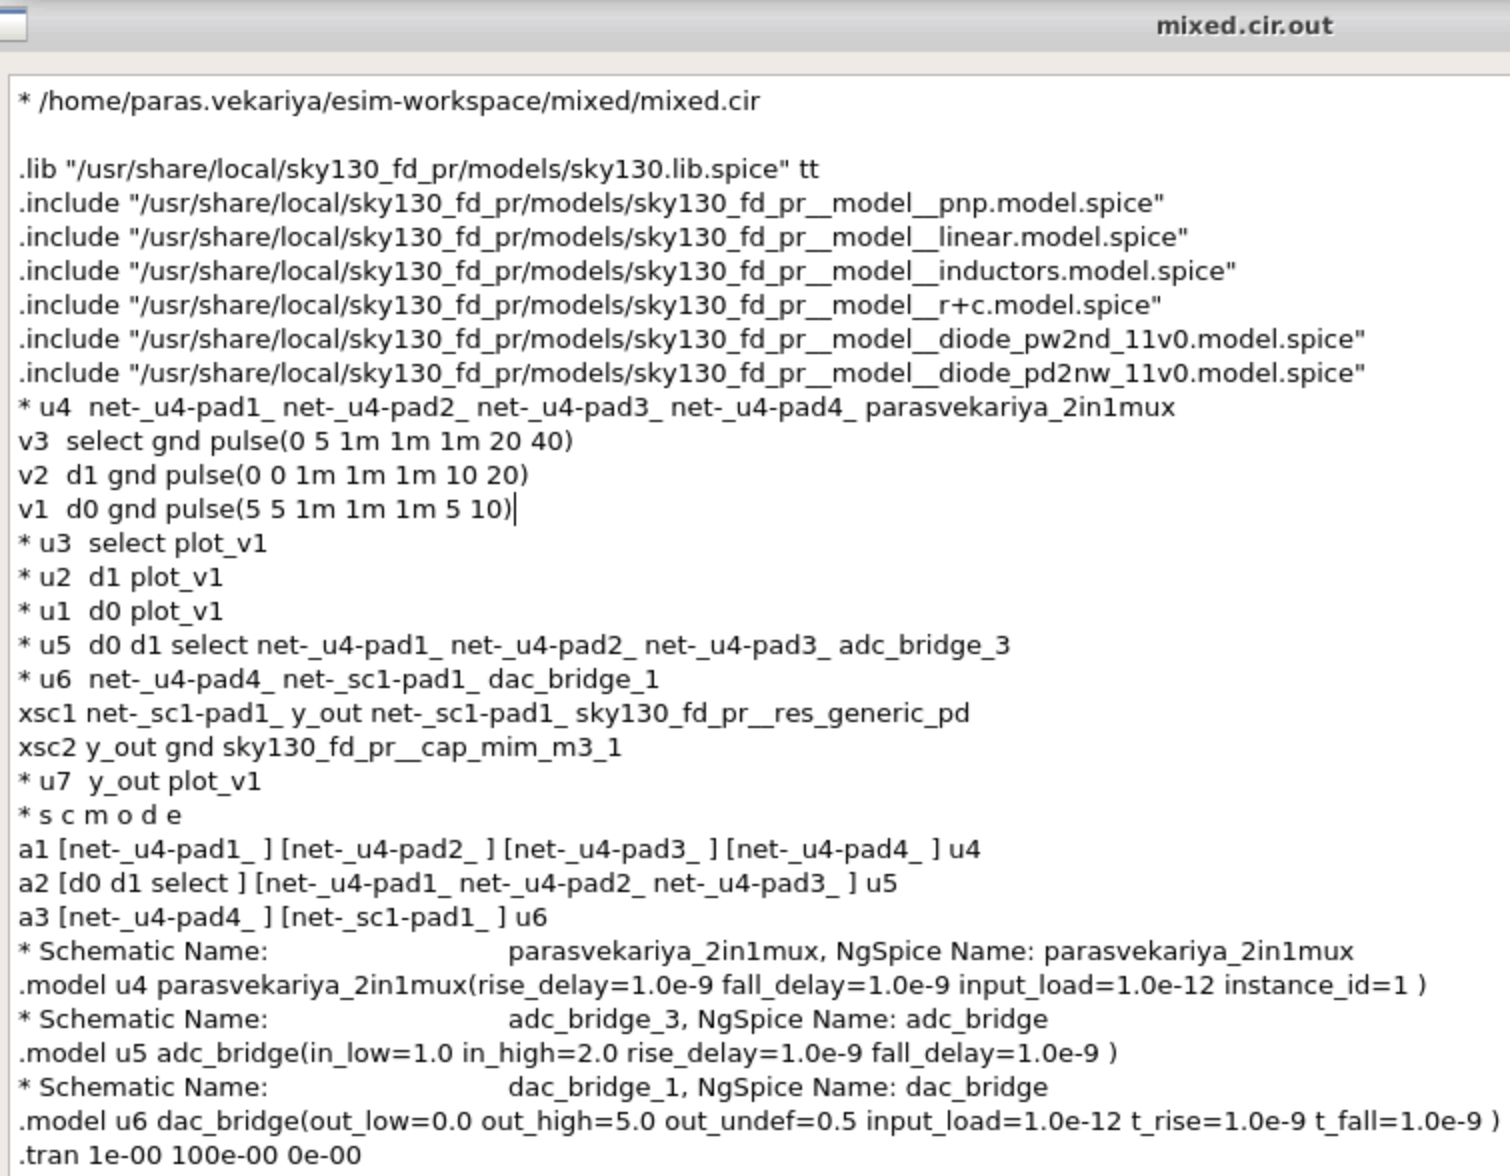 mixed.cir.out
* /home/paras.vekariya/esim-workspace/mixed/mixed.cir
.lib "/usr/share/local/sky130_fd_pr/models/sky130.lib.spice" tt
.include "/usr/share/local/sky130_fd_pr/models/sky130_fd_pr__model__pnp.model.spice"
.include "/usr/share/local/sky130_fd_pr/models/sky130_fd_pr__model__linear.model.spice"
.include "/usr/share/local/sky130_fd_pr/models/sky130_fd_pr__model__inductors.model.spice"
.include "/usr/share/local/sky130_fd_pr/models/sky130_fd_pr__model__r+c.model.spice"
.include "/usr/share/local/sky130_fd_pr/models/sky130_fd_pr__model__diode_pw2nd_11v0.model.spice"
.include "/usr/share/local/sky130_fd_pr/models/sky130_fd_pr__model__diode_pd2nw_11v0.model.spice"
* u4  net-_u4-pad1_ net-_u4-pad2_ net-_u4-pad3_ net-_u4-pad4_ parasvekariya_2in1mux
v3  select gnd pulse(0 5 1m 1m 1m 20 40)
v2  d1 gnd pulse(0 0 1m 1m 1m 10 20)
v1  d0 gnd pulse(5 5 1m 1m 1m 5 10)
* u3  select plot_v1
* u2  d1 plot_v1
* u1  d0 plot_v1
* u5  d0 d1 select net-_u4-pad1_ net-_u4-pad2_ net-_u4-pad3_ adc_bridge_3
* u6  net-_u4-pad4_ net-_sc1-pad1_ dac_bridge_1
xsc1 net-_sc1-pad1_ y_out net-_sc1-pad1_ sky130_fd_pr__res_generic_pd
xsc2 y_out gnd sky130_fd_pr__cap_mim_m3_1
* u7  y_out plot_v1
* s c m o d e
a1 [net-_u4-pad1_ ] [net-_u4-pad2_ ] [net-_u4-pad3_ ] [net-_u4-pad4_ ] u4
a2 [d0 d1 select ] [net-_u4-pad1_ net-_u4-pad2_ net-_u4-pad3_ ] u5
a3 [net-_u4-pad4_ ] [net-_sc1-pad1_ ] u6
* Schematic Name: parasvekariya_2in1mux, NgSpice Name: parasvekariya_2in1mux
.model u4 parasvekariya_2in1mux(rise_delay=1.0e-9 fall_delay=1.0e-9 input_load=1.0e-12 instance_id=1 )
* Schematic Name: adc_bridge_3, NgSpice Name: adc_bridge
.model u5 adc_bridge(in_low=1.0 in_high=2.0 rise_delay=1.0e-9 fall_delay=1.0e-9 )
* Schematic Name: dac_bridge_1, NgSpice Name: dac_bridge
.model u6 dac_bridge(out_low=0.0 out_high=5.0 out_undef=0.5 input_load=1.0e-12 t_rise=1.0e-9 t_fall=1.0e-9 )
.tran 1e-00 100e-00 0e-00